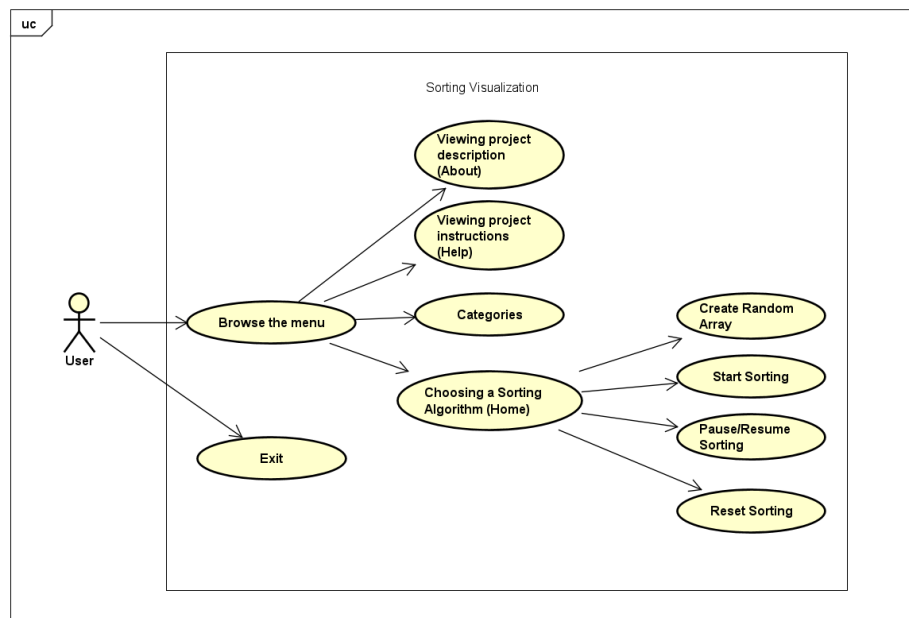 uc
Sorting Visualization
Viewing project
description
(About)
Viewing project
instructions
(Help)
Browse the menu
Categories
Create Random
Array
User
Choosing a Sorting
Algorithm (Home)
Start Sorting
Pause/Resume
Sorting
Exit
Reset Sorting